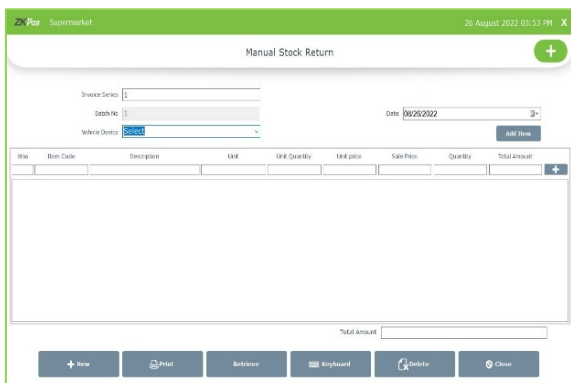 ZKPos Supermarket 26 August 2022 03:53 PM X
Manual Stock Return +
Invoice Series 1
Batch No 1 Date 08/26/2022
Vehicle Device Select Add Item
SlNo Item Code Description Unit Unit Quantity Unit price Sale Price Quantity Total Amount
+
Total Amount
+ New Print Retrieve Keyboard Delete Close